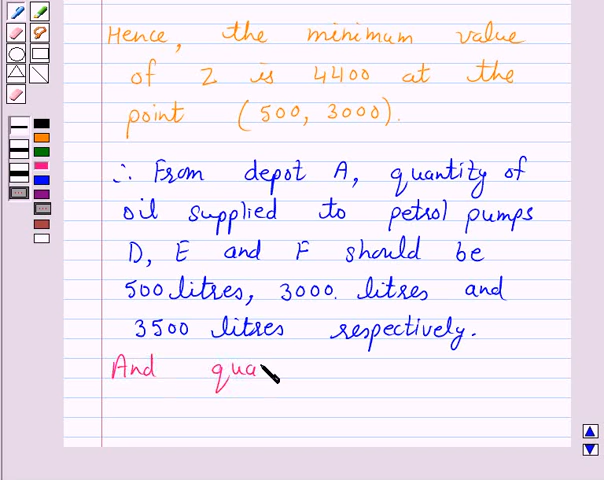 Hence, the minimum value
of Z is 4400 at the
point (500, 3000).
∴ From depot A, quantity of
oil supplied to petrol pumps
D, E and F should be
500 litres, 3000. litres and
3500 litres respectively.
And qua